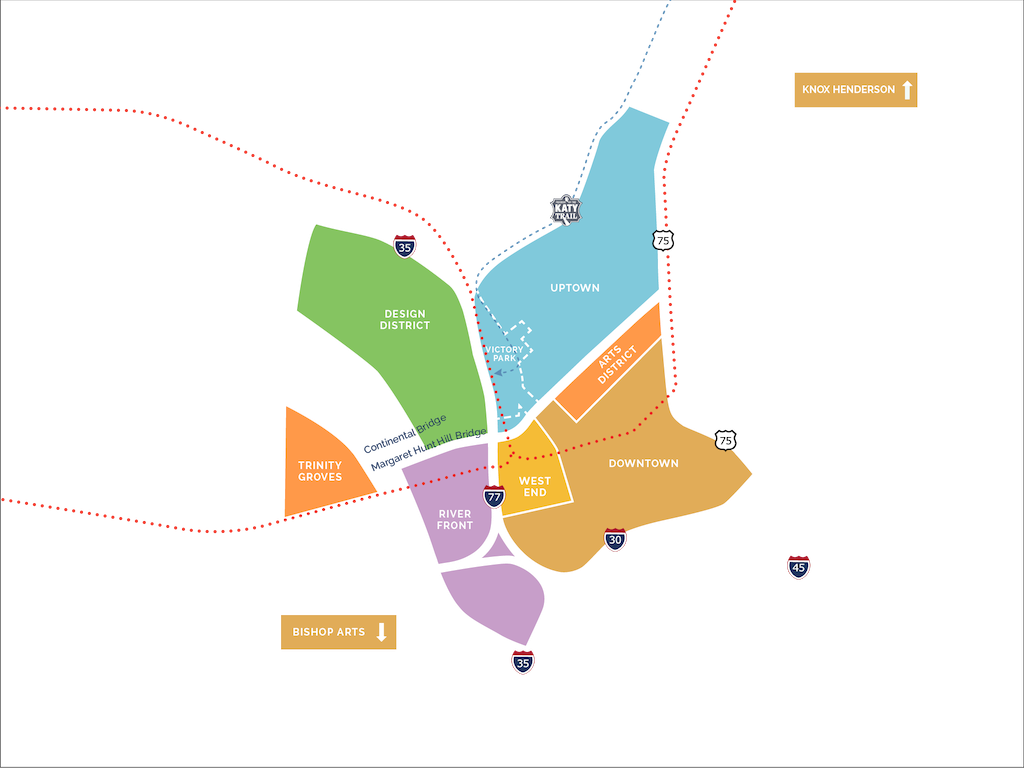 KNOX HENDERSON
KATY
TRAIL
35
75
UPTOWN
DESIGN
DISTRICT
VICTORY
PARK
ARTS
DISTRICT
Continental Bridge
Margaret Hunt Hill Bridge
75
TRINITY
GROVES
DOWNTOWN
WEST
END
77
RIVER
FRONT
30
45
BISHOP ARTS
35